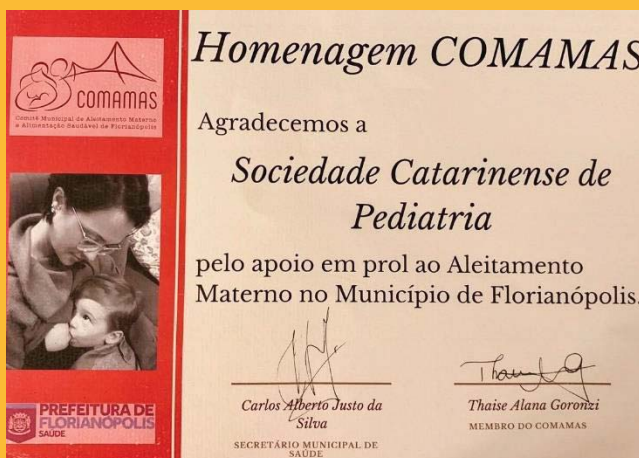 COMAMAS
Comitê Municipal de Aleitamento Materno
e Alimentação Saudável de Florianópolis
PREFEITURA DE
FLORIANÓPOLIS
SAÚDE
Homenagem COMAMAS
Agradecemos a
Sociedade Catarinense de
Pediatria
pelo apoio em prol ao Aleitamento
Materno no Município de Florianópolis.
Carlos Alberto Justo da
Silva
SECRETÁRIO MUNICIPAL DE
SAÚDE
Thaise Alana Goronzi
MEMBRO DO COMAMAS